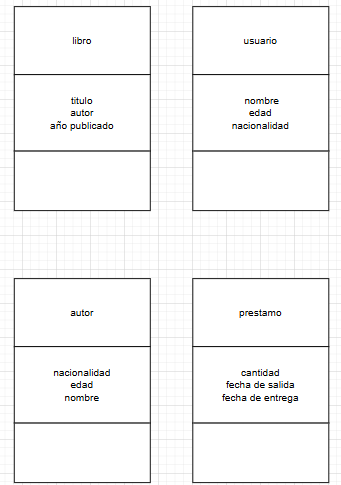 libro
titulo
autor
año publicado
usuario
nombre
edad
nacionalidad
autor
nacionalidad
edad
nombre
prestamo
cantidad
fecha de salida
fecha de entrega